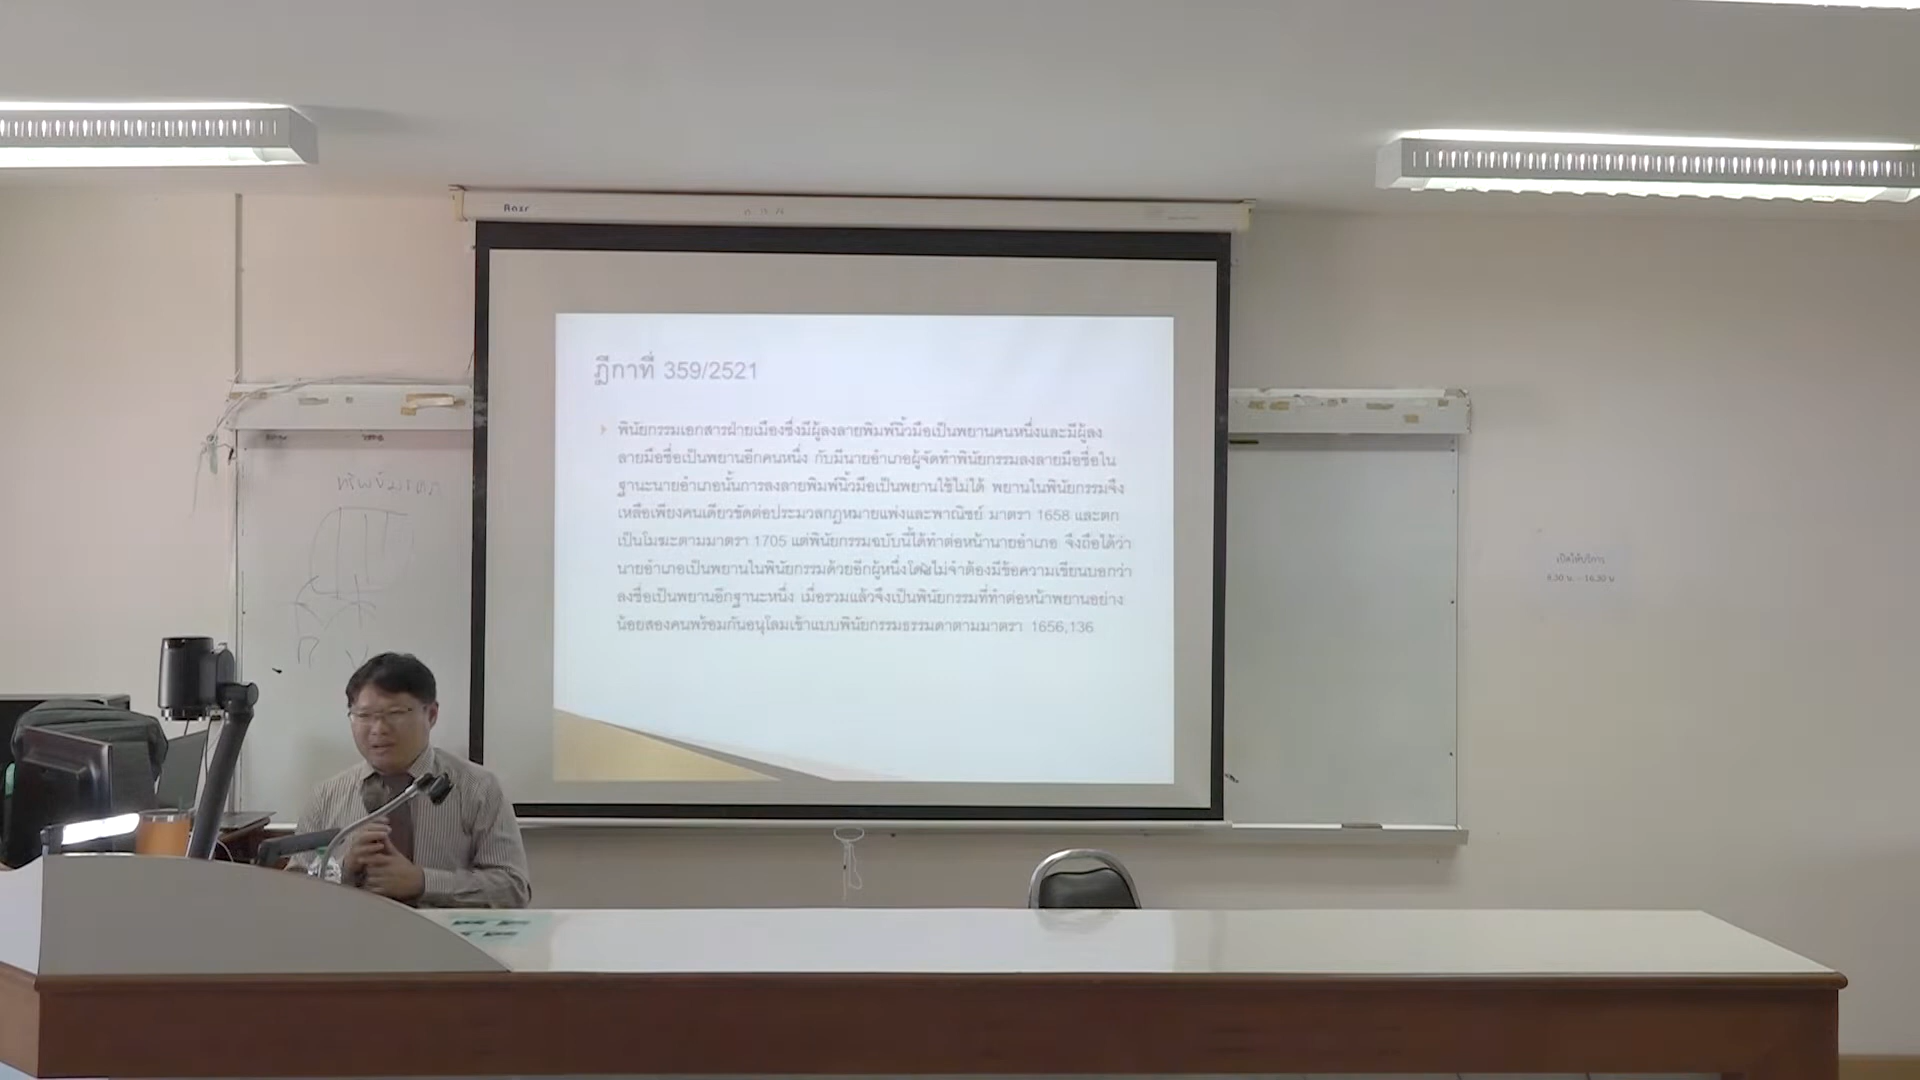 ฎีกาที่ 359/2521
พินัยกรรมเอกสารฝ่ายเมืองซึ่งมีผู้ลงลายพิมพ์นิ้วมือเป็นพยานคนหนึ่งและมีผู้ลง
ลายมือชื่อเป็นพยานอีกคนหนึ่ง กับมีนายอำเภอผู้จัดทำพินัยกรรมลงลายมือชื่อใน
ฐานะนายอำเภอนั้นการลงลายพิมพ์นิ้วมือเป็นพยานใช้ไม่ได้ พยานในพินัยกรรมจึง
เหลือเพียงคนเดียวขัดต่อประมวลกฎหมายแพ่งและพาณิชย์ มาตรา 1658 และตก
เป็นโมฆะตามมาตรา 1705 แต่พินัยกรรมฉบับนี้ได้ทำต่อหน้านายอำเภอ จึงถือได้ว่า
นายอำเภอเป็นพยานในพินัยกรรมด้วยอีกผู้หนึ่งโดยไม่จำต้องมีข้อความเขียนบอกว่า
ลงชื่อเป็นพยานอีกฐานะหนึ่ง เมื่อรวมแล้วจึงเป็นพินัยกรรมที่ทำต่อหน้าพยานอย่าง
น้อยสองคนพร้อมกันอนุโลมเข้าแบบพินัยกรรมธรรมดาตามมาตรา 1656,136
เปิดให้บริการ
8.30 น. - 16.30 น